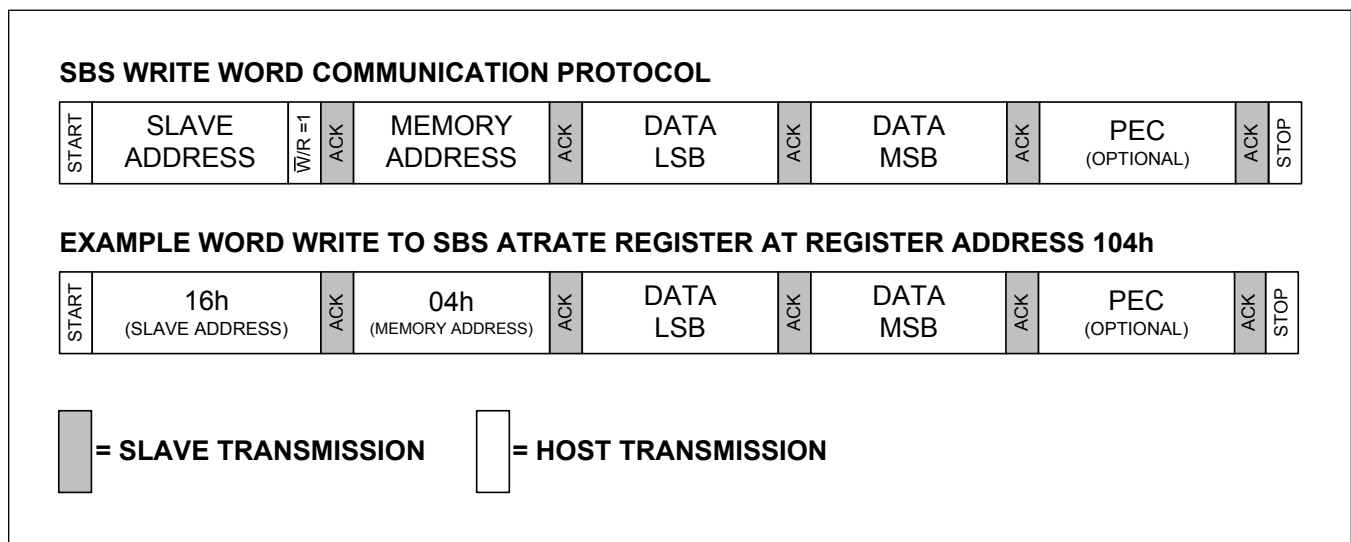 SBS WRITE WORD COMMUNICATION PROTOCOL
START
SLAVE
ADDRESS
W̅/R =1
ACK
MEMORY
ADDRESS
ACK
DATA
LSB
ACK
DATA
MSB
ACK
PEC
(OPTIONAL)
ACK
STOP
EXAMPLE WORD WRITE TO SBS ATRATE REGISTER AT REGISTER ADDRESS 104h
START
16h
(SLAVE ADDRESS)
ACK
04h
(MEMORY ADDRESS)
ACK
DATA
LSB
ACK
DATA
MSB
ACK
PEC
(OPTIONAL)
ACK
STOP
= SLAVE TRANSMISSION
= HOST TRANSMISSION